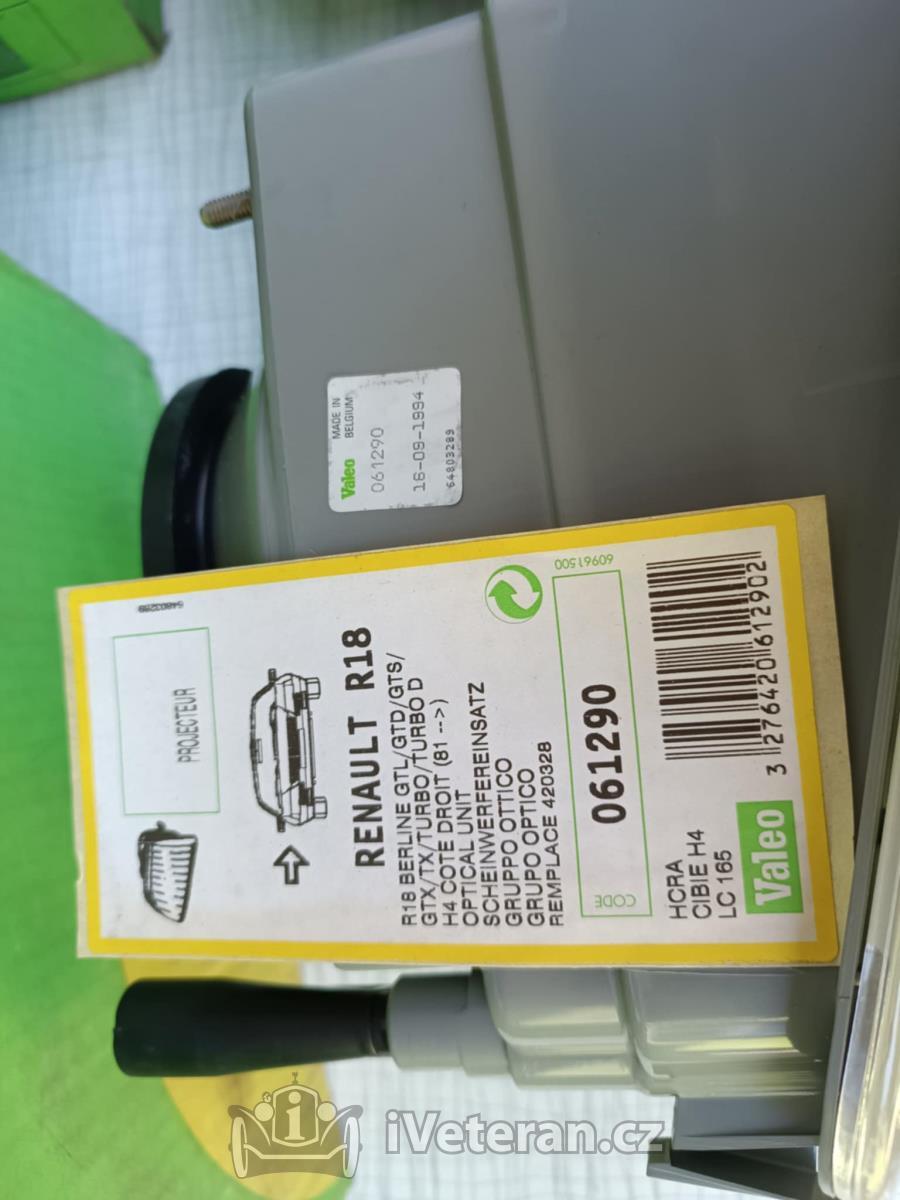 Valeo
MADE IN
BELGIUM
061290
16-09-1994
64803289
64803289
PROJECTEUR
RENAULT R18
R18 BERLINE GTL/GTD/GTS/
GTX/TX/TURBO/TURBO D
H4 COTE DROIT (81 -->)
OPTICAL UNIT
SCHEINWERFEREINSATZ
GRUPPO OTTICO
GRUPO OPTICO
REMPLACE 420328
60961500
CODE
061290
HCRA
CIBIE H4
LC 165
Valeo
3 276420 612902
iVeteran.cz